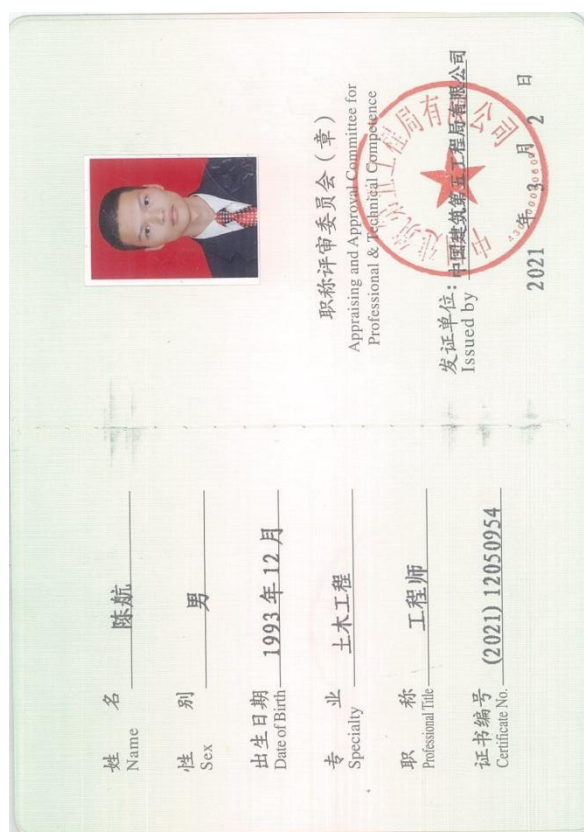 姓 名 陈航
Name
性 别 男
Sex
出生日期 1993年12月
Date of Birth
专 业 土木工程
Specialty
职 称 工程师
Professional Title
证书编号 (2021) 12050954
Certificate No.
职称评审委员会（章）
Appraising and Approval Committee for
Professional & Technical Competence
发证单位：中国建筑第五工程局有限公司
Issued by
2021 年 3 月 2 日